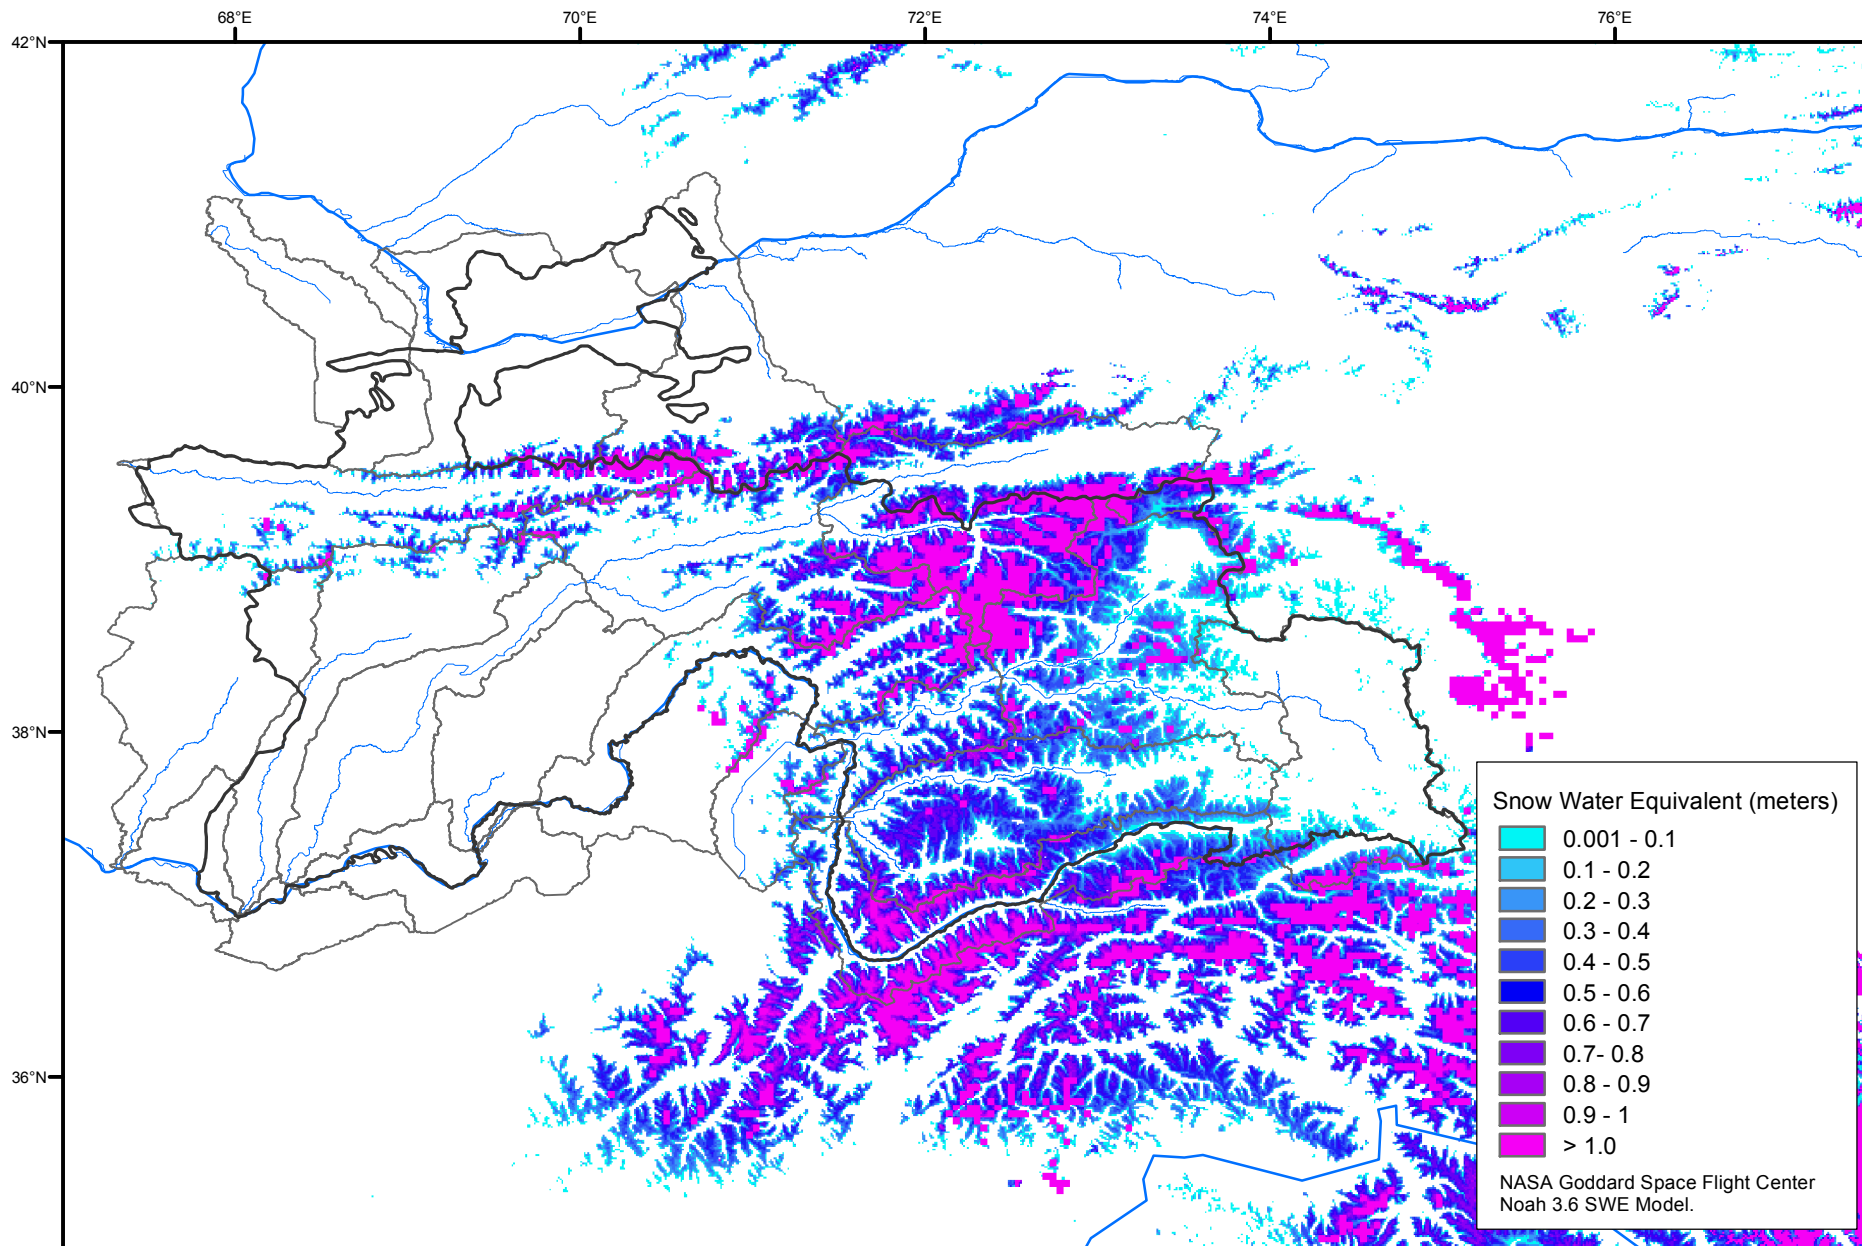 68°E 70°E 72°E 74°E 76°E
42°N
40°N
38°N
36°N
Snow Water Equivalent (meters)
0.001 - 0.1
0.1 - 0.2
0.2 - 0.3
0.3 - 0.4
0.4 - 0.5
0.5 - 0.6
0.6 - 0.7
0.7- 0.8
0.8 - 0.9
0.9 - 1
> 1.0
NASA Goddard Space Flight Center
Noah 3.6 SWE Model.